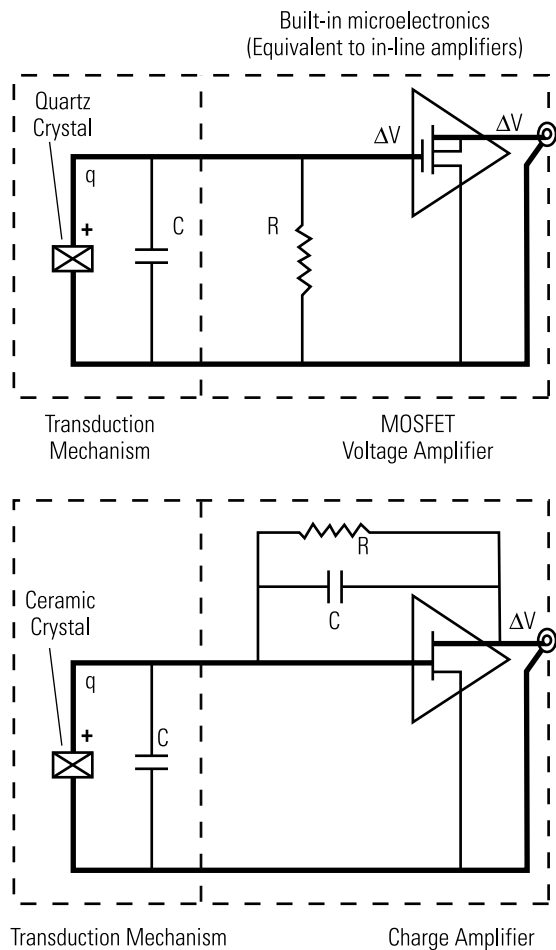 Built-in microelectronics
(Equivalent to in-line amplifiers)
Quartz
Crystal
ΔV
ΔV
q
+
C
R
Transduction
Mechanism
MOSFET
Voltage Amplifier
R
C
Ceramic
Crystal
ΔV
q
+
C
Transduction Mechanism
Charge Amplifier